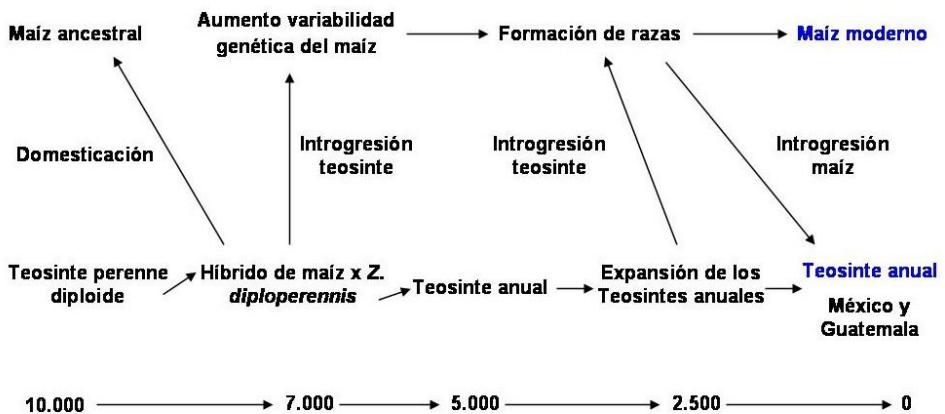 Maíz ancestral
Aumento variabilidad
genética del maíz
Formación de razas
Maíz moderno
Domesticación
Introgresión
teosinte
Introgresión
teosinte
Introgresión
maíz
Teosinte perenne
diploide
Híbrido de maíz x Z.
diploperennis
Teosinte anual
Expansión de los
Teosintes anuales
Teosinte anual
México y
Guatemala
10.000 7.000 5.000 2.500 0